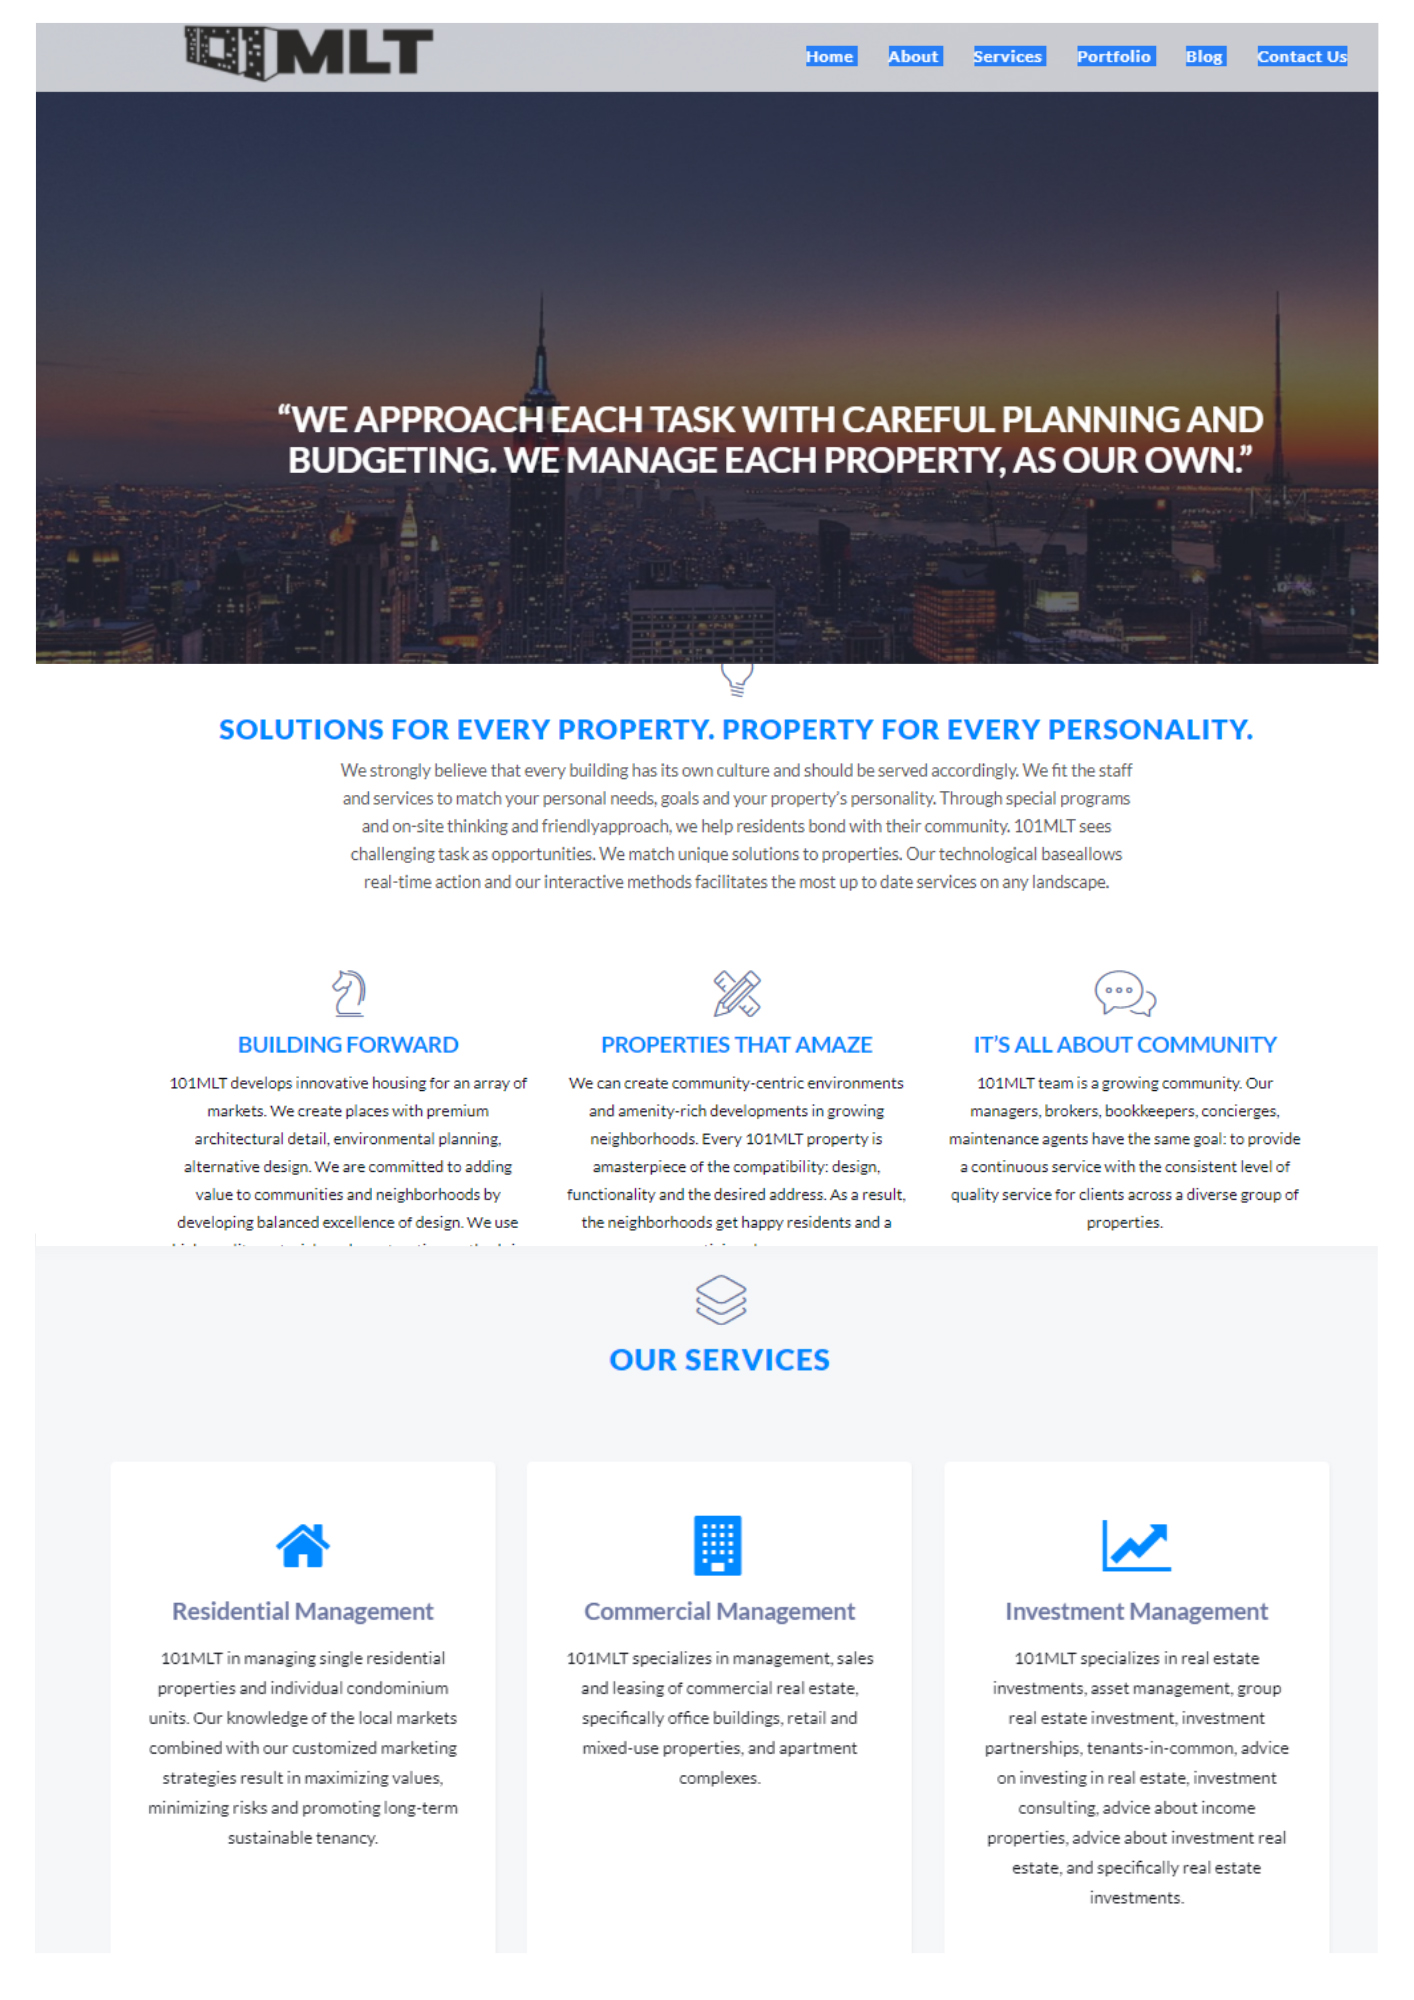 101MLT
Home About Services Portfolio Blog Contact Us
“WE APPROACH EACH TASK WITH CAREFUL PLANNING AND
BUDGETING. WE MANAGE EACH PROPERTY, AS OUR OWN.”
SOLUTIONS FOR EVERY PROPERTY. PROPERTY FOR EVERY PERSONALITY.
We strongly believe that every building has its own culture and should be served accordingly. We fit the staff
and services to match your personal needs, goals and your property’s personality. Through special programs
and on-site thinking and friendlyapproach, we help residents bond with their community. 101MLT sees
challenging task as opportunities. We match unique solutions to properties. Our technological baseallows
real-time action and our interactive methods facilitates the most up to date services on any landscape.
BUILDING FORWARD
101MLT develops innovative housing for an array of
markets. We create places with premium
architectural detail, environmental planning,
alternative design. We are committed to adding
value to communities and neighborhoods by
developing balanced excellence of design. We use
PROPERTIES THAT AMAZE
We can create community-centric environments
and amenity-rich developments in growing
neighborhoods. Every 101MLT property is
amasterpiece of the compatibility: design,
functionality and the desired address. As a result,
the neighborhoods get happy residents and a
IT’S ALL ABOUT COMMUNITY
101MLT team is a growing community. Our
managers, brokers, bookkeepers, concierges,
maintenance agents have the same goal: to provide
a continuous service with the consistent level of
quality service for clients across a diverse group of
properties.
OUR SERVICES
Residential Management
101MLT in managing single residential
properties and individual condominium
units. Our knowledge of the local markets
combined with our customized marketing
strategies result in maximizing values,
minimizing risks and promoting long-term
sustainable tenancy.
Commercial Management
101MLT specializes in management, sales
and leasing of commercial real estate,
specifically office buildings, retail and
mixed-use properties, and apartment
complexes.
Investment Management
101MLT specializes in real estate
investments, asset management, group
real estate investment, investment
partnerships, tenants-in-common, advice
on investing in real estate, investment
consulting, advice about income
properties, advice about investment real
estate, and specifically real estate
investments.